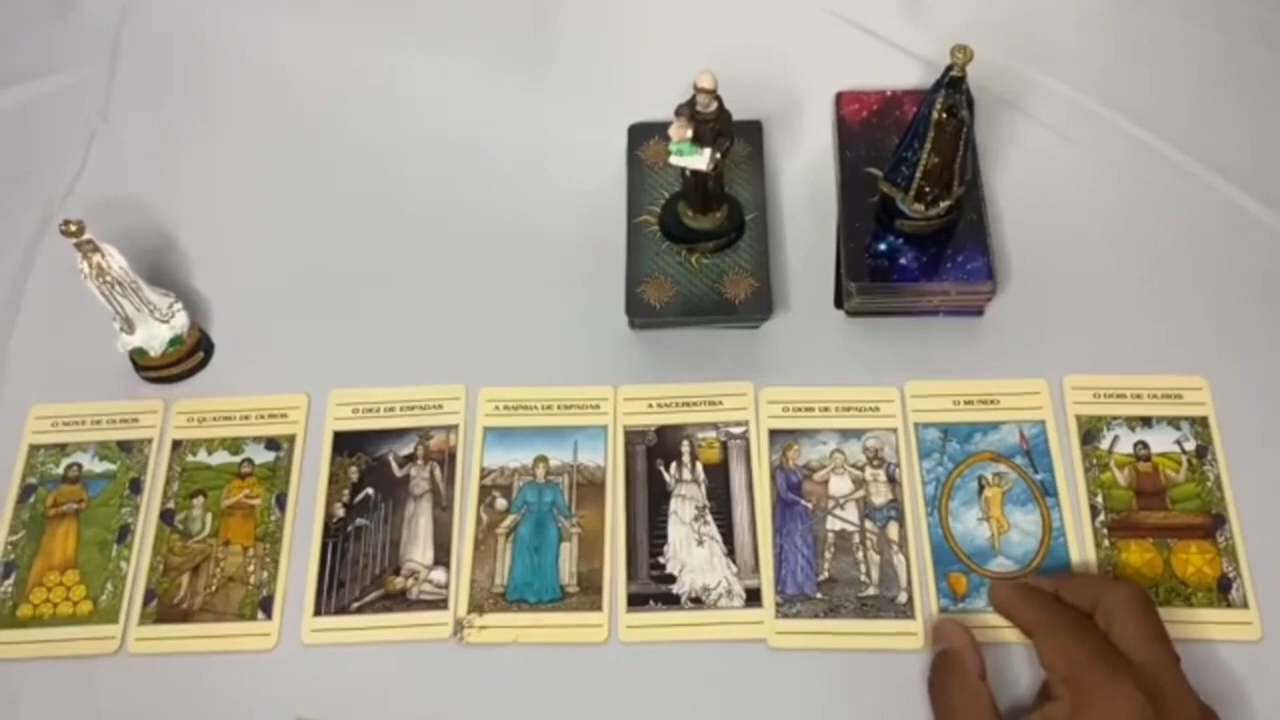 O NOVE DE OUROS
O QUATRO DE OUROS
O DEZ DE ESPADAS
A RAINHA DE ESPADAS
A SACERDOTISA
O DOIS DE ESPADAS
O MUNDO
O DOIS DE OUROS